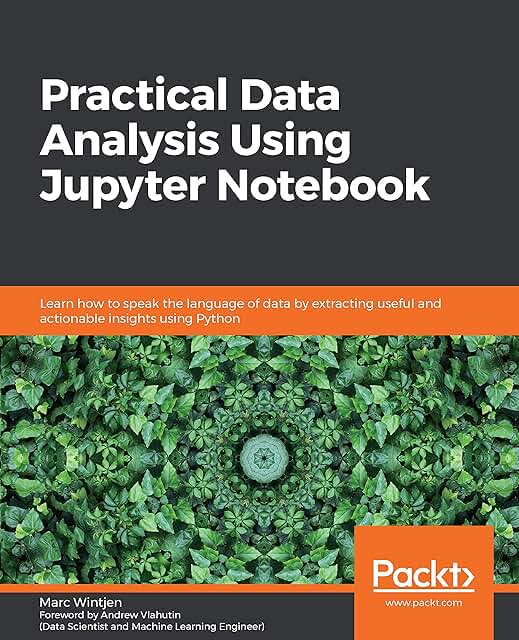 Practical Data
Analysis Using
Jupyter Notebook
Learn how to speak the language of data by extracting useful and
actionable insights using Python
Packt>
www.packt.com
Marc Wintjen
Foreword by Andrew Vlahutin
(Data Scientist and Machine Learning Engineer)